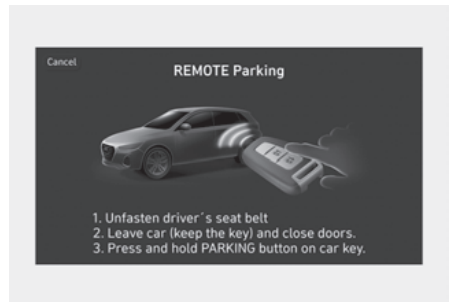 Cancel
REMOTE Parking
1. Unfasten driver´s seat belt
2. Leave car (keep the key) and close doors.
3. Press and hold PARKING button on car key.